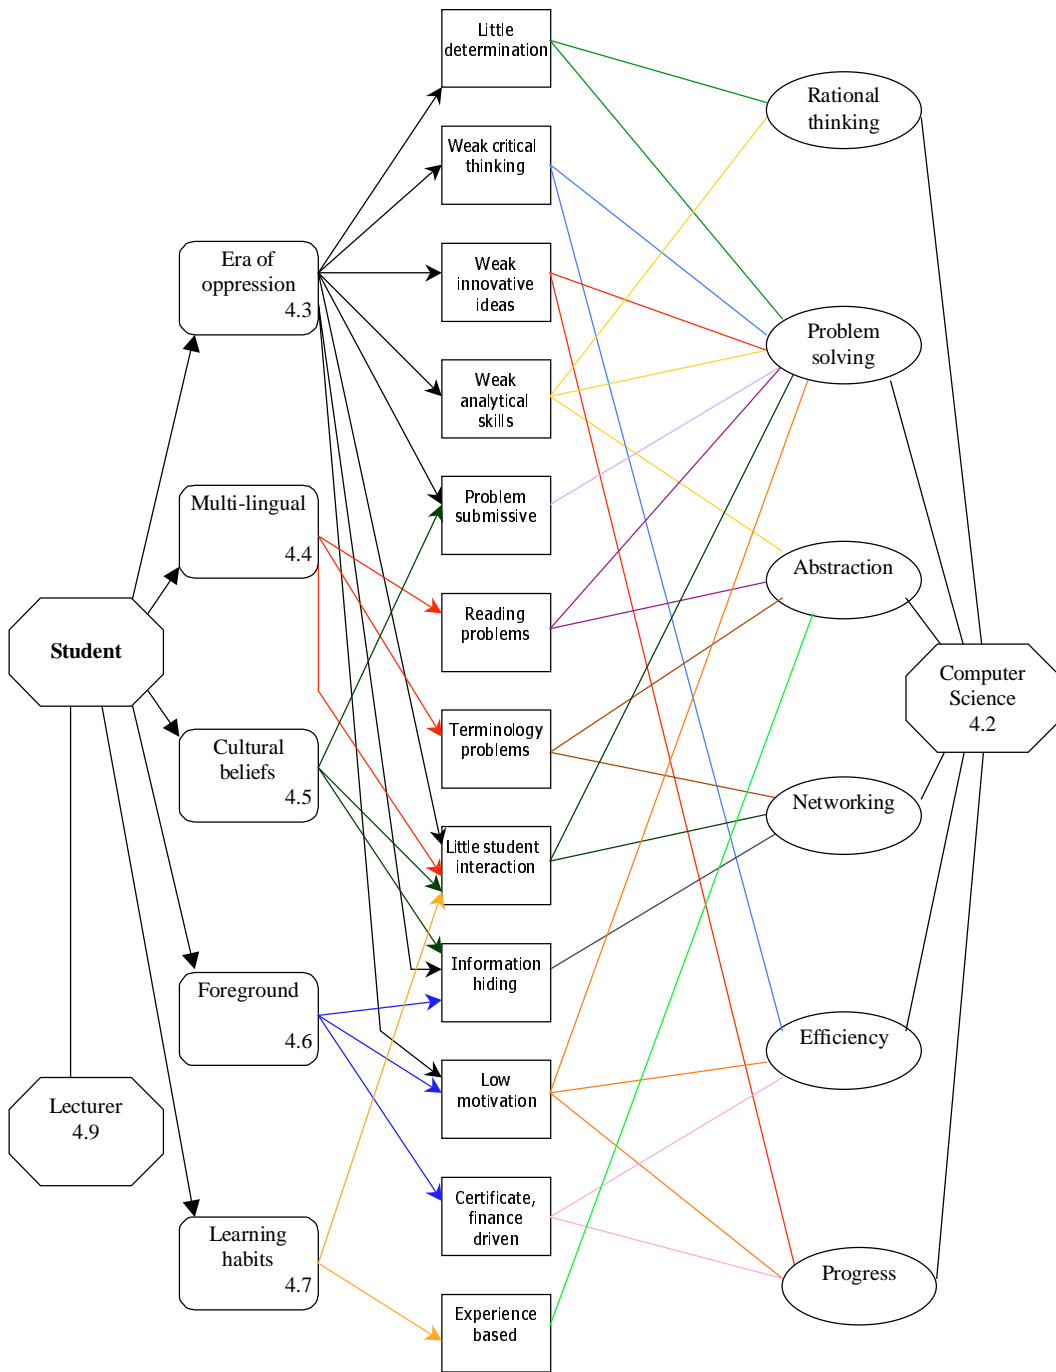 Little
determination
Weak critical
thinking
Weak
innovative
ideas
Weak
analytical
skills
Problem
submissive
Reading
problems
Terminology
problems
Little student
interaction
Information
hiding
Low
motivation
Certificate,
finance
driven
Experience
based
Era of
oppression
4.3
Multi-lingual
4.4
Cultural
beliefs
4.5
Foreground
4.6
Learning
habits
4.7
Student
Lecturer
4.9
Rational
thinking
Problem
solving
Abstraction
Networking
Efficiency
Progress
Computer
Science
4.2